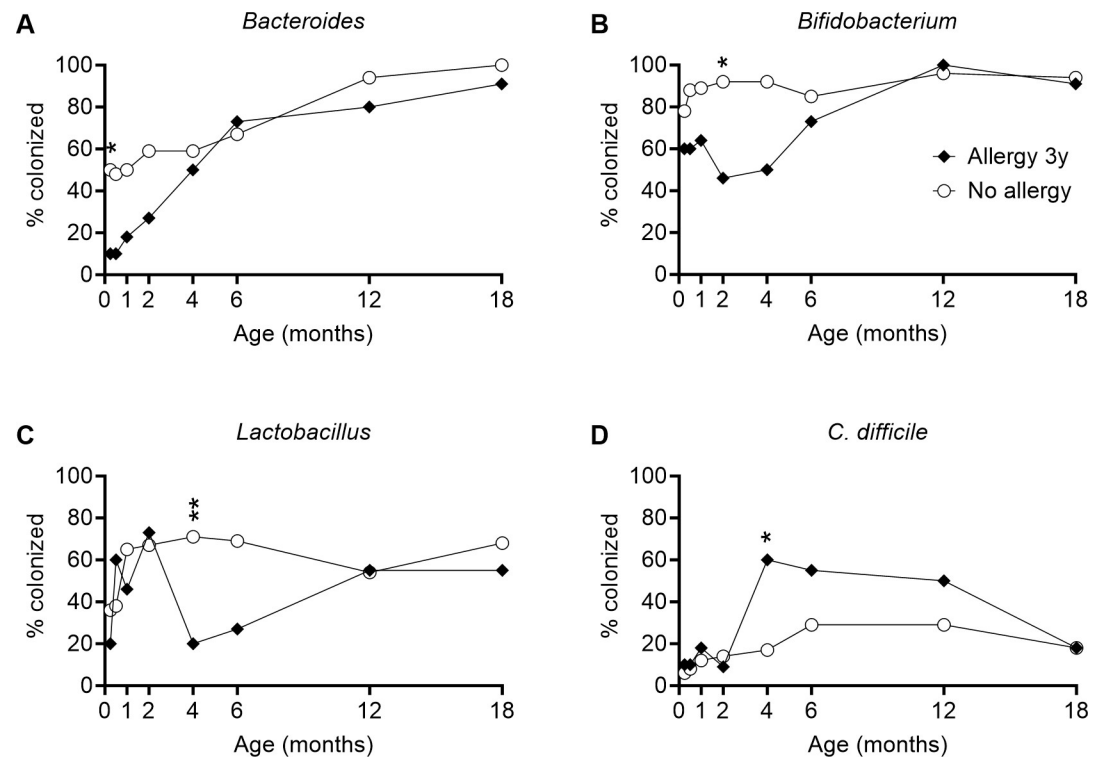 A
Bacteroides
% colonized
100
80
60
40
20
0
*
0 1 2 4 6 12 18
Age (months)
B
Bifidobacterium
% colonized
100
80
60
40
20
0
*
Allergy 3y
No allergy
0 1 2 4 6 12 18
Age (months)
C
Lactobacillus
% colonized
100
80
60
40
20
0
**
0 1 2 4 6 12 18
Age (months)
D
C. difficile
% colonized
100
80
60
40
20
0
*
0 1 2 4 6 12 18
Age (months)